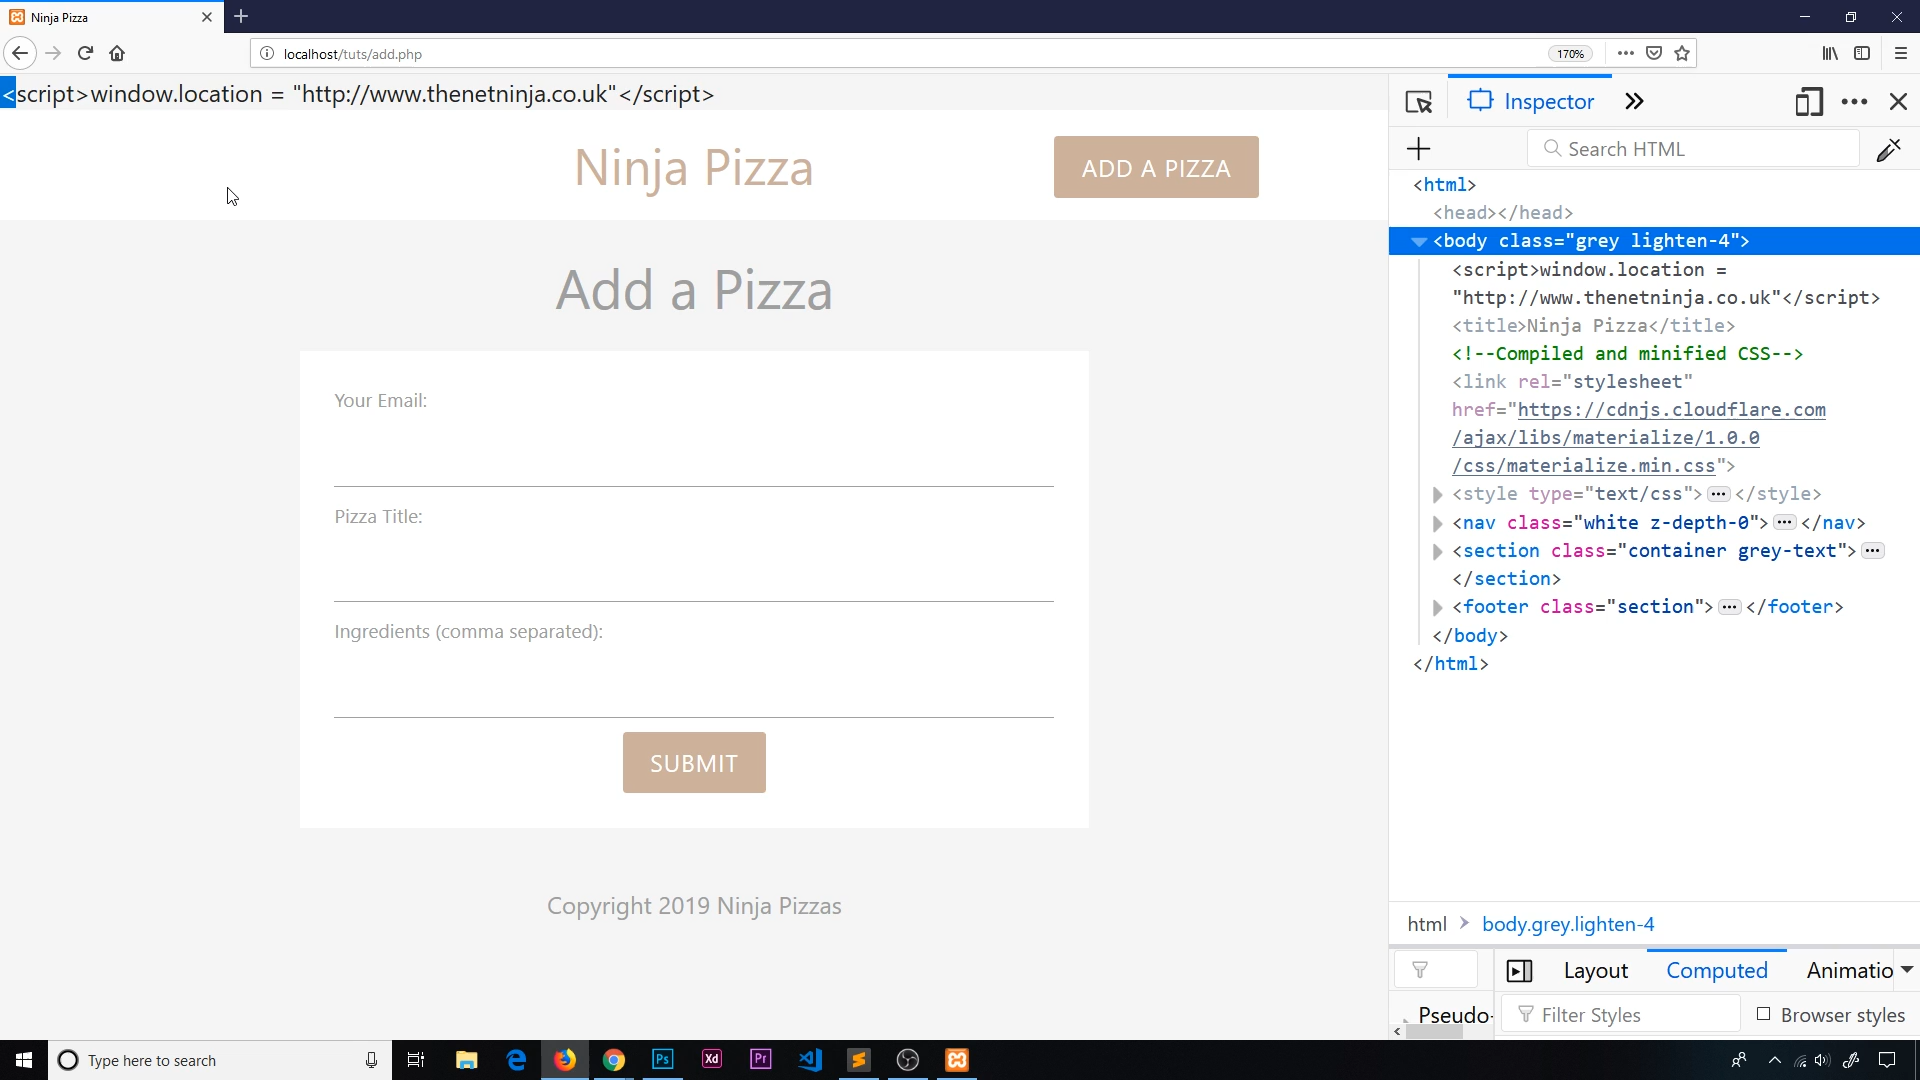 Ninja Pizza
localhost/tuts/add.php
170%
<script>window.location = "http://www.thenetninja.co.uk"</script>
Ninja Pizza
ADD A PIZZA
Add a Pizza
Your Email:
Pizza Title:
Ingredients (comma separated):
SUBMIT
Copyright 2019 Ninja Pizzas
Inspector
Search HTML
<html>
<head></head>
<body class="grey lighten-4">
<script>window.location =
"http://www.thenetninja.co.uk"</script>
<title>Ninja Pizza</title>
<!--Compiled and minified CSS-->
<link rel="stylesheet"
href="https://cdnjs.cloudflare.com
/ajax/libs/materialize/1.0.0
/css/materialize.min.css">
<style type="text/css">…</style>
<nav class="white z-depth-0">…</nav>
<section class="container grey-text">…
</section>
<footer class="section">…</footer>
</body>
</html>
html
body.grey.lighten-4
Layout
Computed
Animatio
Pseudo-
Filter Styles
Browser styles
Type here to search
Ps
Xd
Pr